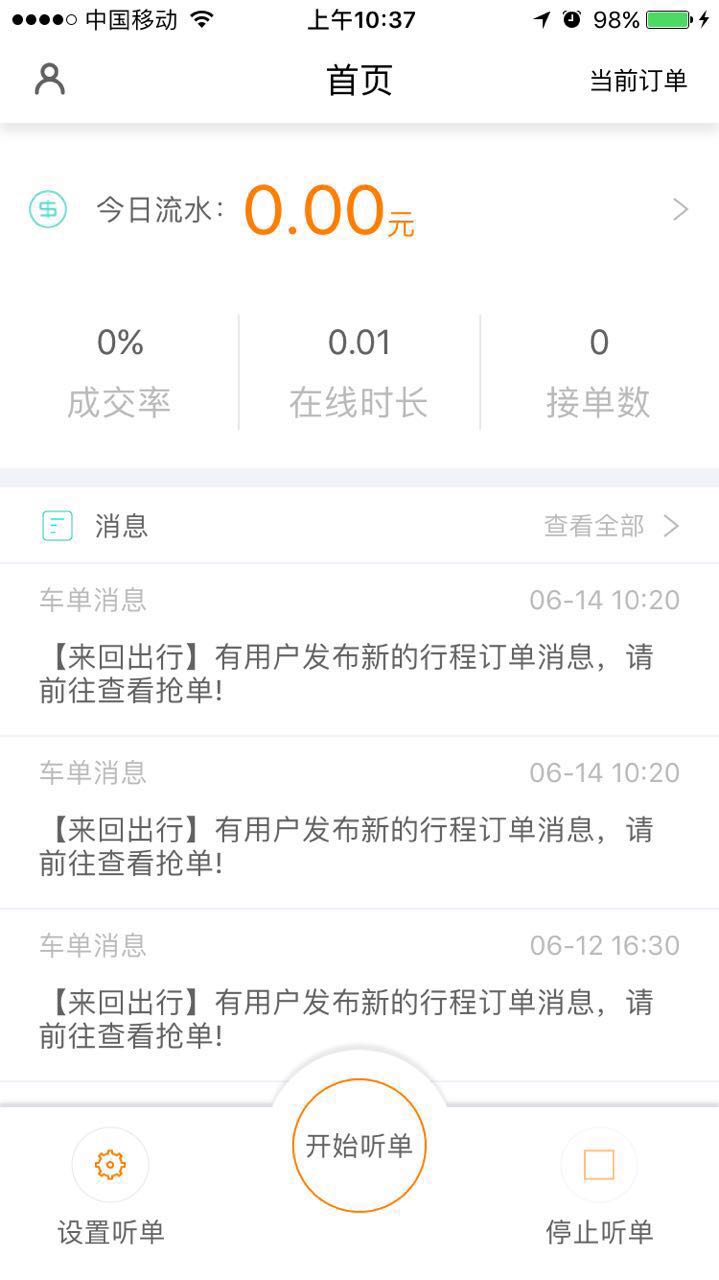 中国移动 上午10:37 98%
首页 当前订单
今日流水: 0.00元
0% 0.01 0
成交率 在线时长 接单数
消息 查看全部
车单消息 06-14 10:20
【来回出行】有用户发布新的行程订单消息，请
前往查看抢单!
车单消息 06-14 10:20
【来回出行】有用户发布新的行程订单消息，请
前往查看抢单!
车单消息 06-12 16:30
【来回出行】有用户发布新的行程订单消息，请
前往查看抢单!
开始听单
设置听单 停止听单